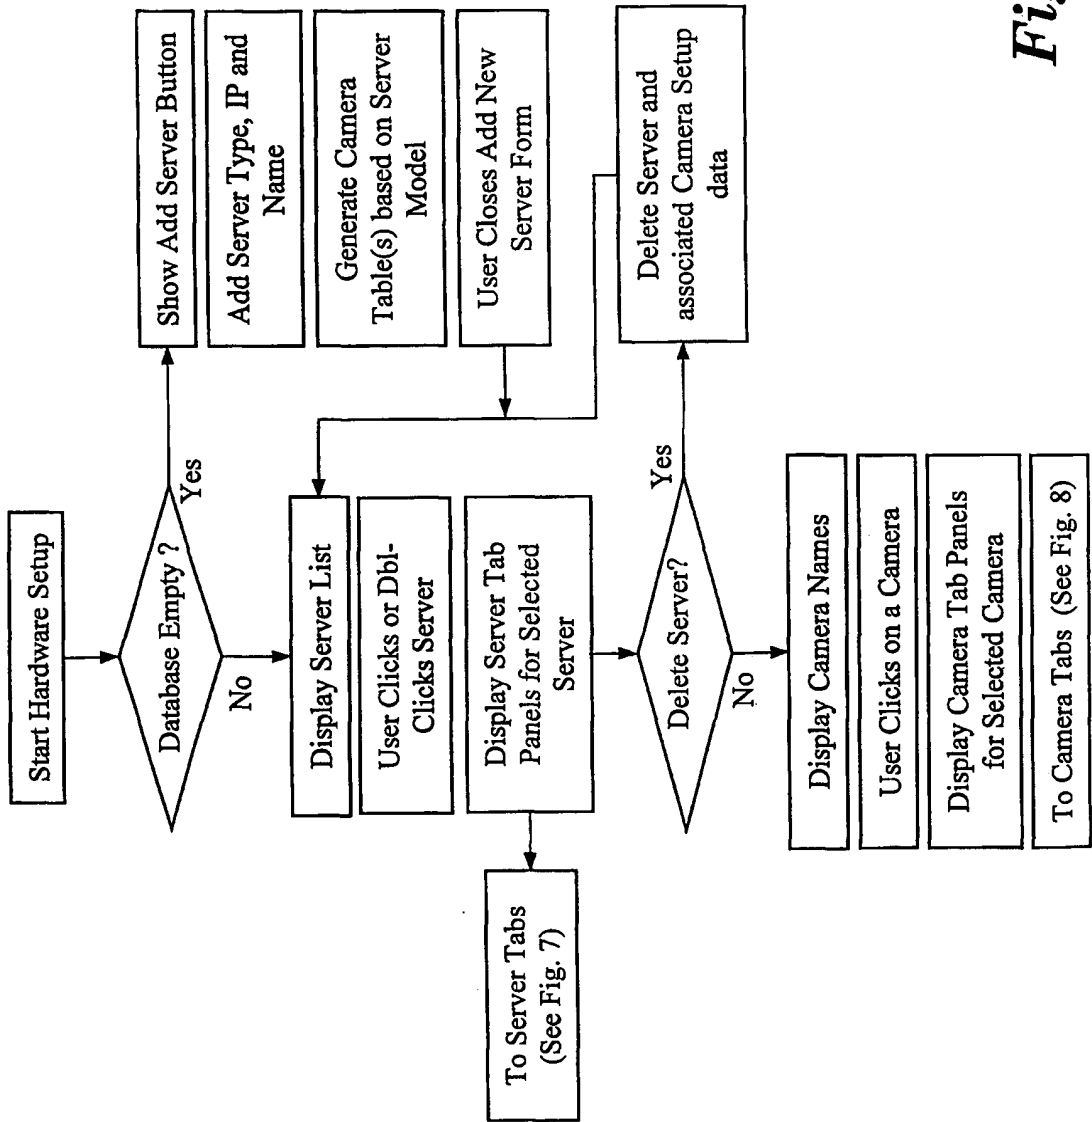 Start Hardware Setup
Database Empty ?
Yes
No
Show Add Server Button
Add Server Type, IP and
Name
Generate Camera
Table(s) based on Server
Model
User Closes Add New
Server Form
Display Server List
User Clicks or Dbl-
Clicks Server
Display Server Tab
Panels for Selected
Server
To Server Tabs
(See Fig. 7)
Delete Server?
Yes
No
Delete Server and
associated Camera Setup
data
Display Camera Names
User Clicks on a Camera
Display Camera Tab Panels
for Selected Camera
To Camera Tabs (See Fig. 8)